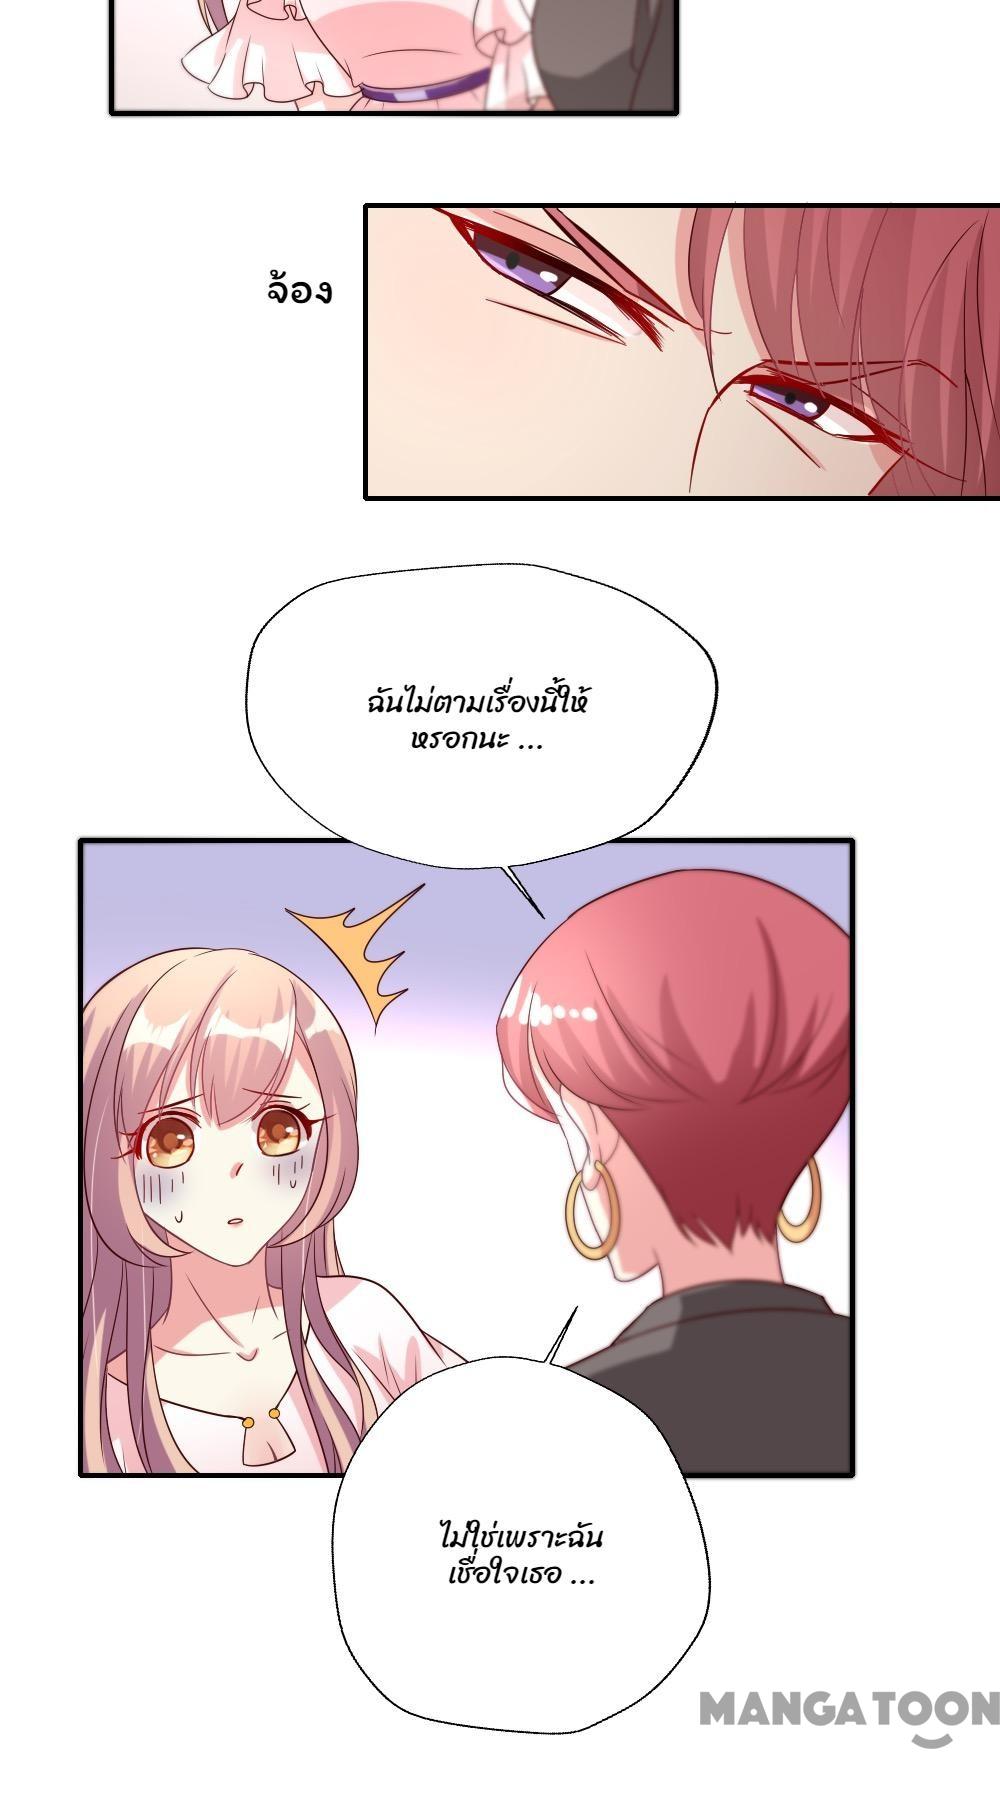 จ้อง
ฉันไม่ตามเรื่องนี้ให้
หรอกนะ ...
ไม่ใช่เพราะฉัน
เชื่อใจเธอ ...
MANGATOON